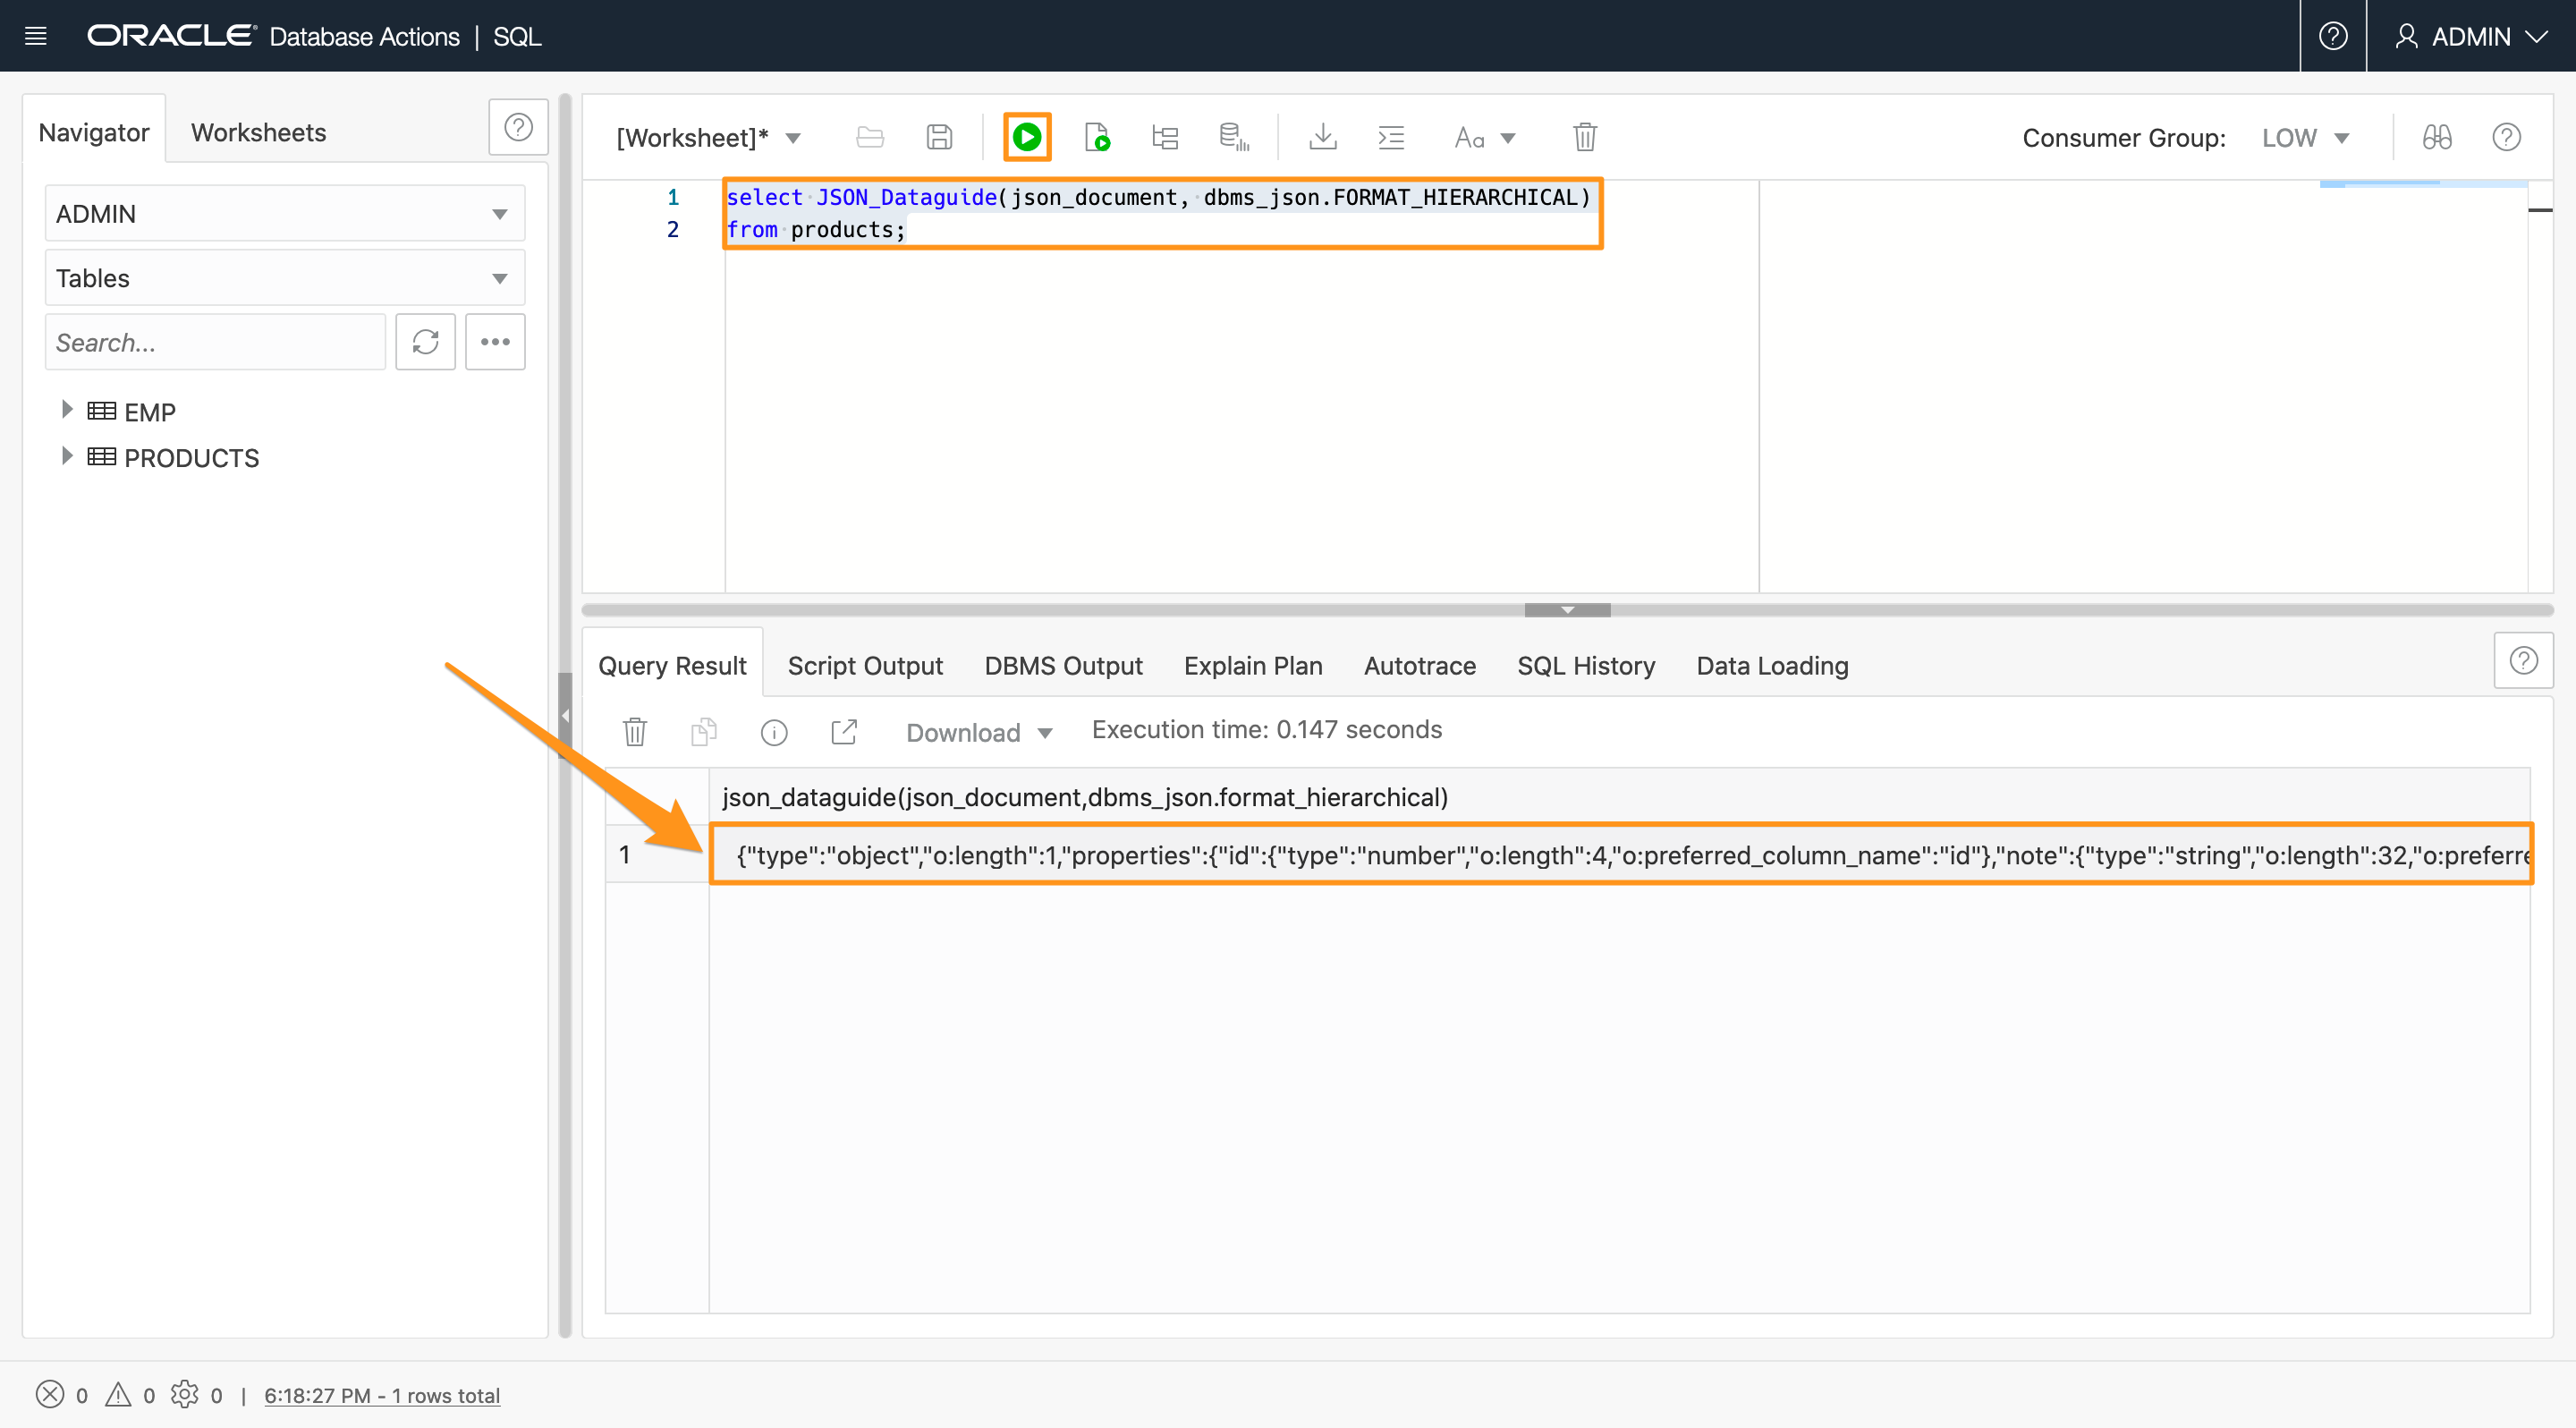 ORACLE Database Actions | SQL
ADMIN
Navigator
Worksheets
ADMIN
Tables
Search...
EMP
PRODUCTS
[Worksheet]*
Aa
Consumer Group:
LOW
1 select JSON_Dataguide(json_document, dbms_json.FORMAT_HIERARCHICAL)
2 from products;
Query Result
Script Output
DBMS Output
Explain Plan
Autotrace
SQL History
Data Loading
Download
Execution time: 0.147 seconds
json_dataguide(json_document,dbms_json.format_hierarchical)
1 {"type":"object","o:length":1,"properties":{"id":{"type":"number","o:length":4,"o:preferred_column_name":"id"},"note":{"type":"string","o:length":32,"o:preferre
0 0 0 | 6:18:27 PM - 1 rows total